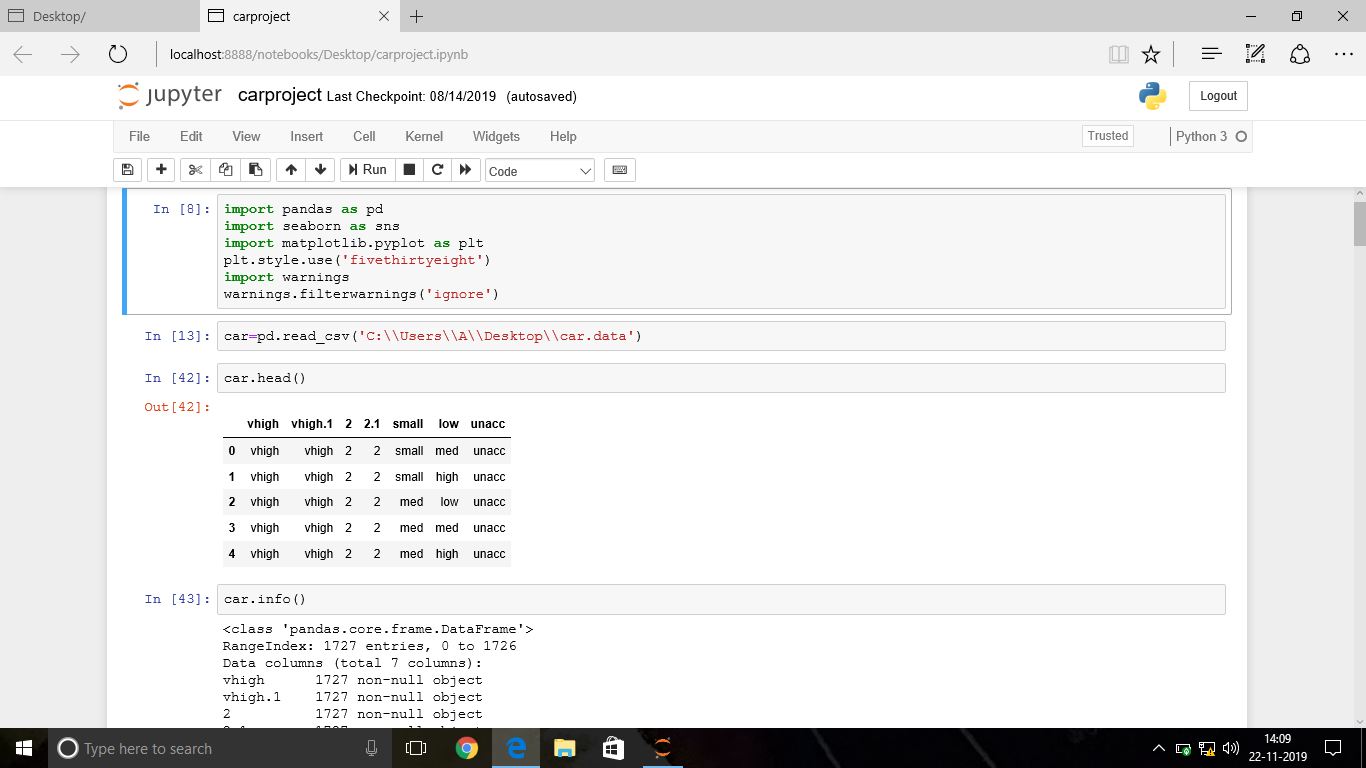 Desktop/
carproject
localhost:8888/notebooks/Desktop/carproject.ipynb
jupyter carproject Last Checkpoint: 08/14/2019 (autosaved)
Logout
File Edit View Insert Cell Kernel Widgets Help
Trusted
Python 3
Run
Code
In [8]: import pandas as pd
import seaborn as sns
import matplotlib.pyplot as plt
plt.style.use('fivethirtyeight')
import warnings
warnings.filterwarnings('ignore')
In [13]: car=pd.read_csv('C:\\Users\\A\\Desktop\\car.data')
In [42]: car.head()
Out[42]:
vhigh vhigh.1 2 2.1 small low unacc
0 vhigh vhigh 2 2 small med unacc
1 vhigh vhigh 2 2 small high unacc
2 vhigh vhigh 2 2 med low unacc
3 vhigh vhigh 2 2 med med unacc
4 vhigh vhigh 2 2 med high unacc
In [43]: car.info()
<class 'pandas.core.frame.DataFrame'>
RangeIndex: 1727 entries, 0 to 1726
Data columns (total 7 columns):
vhigh 1727 non-null object
vhigh.1 1727 non-null object
2 1727 non-null object
Type here to search
14:09
22-11-2019